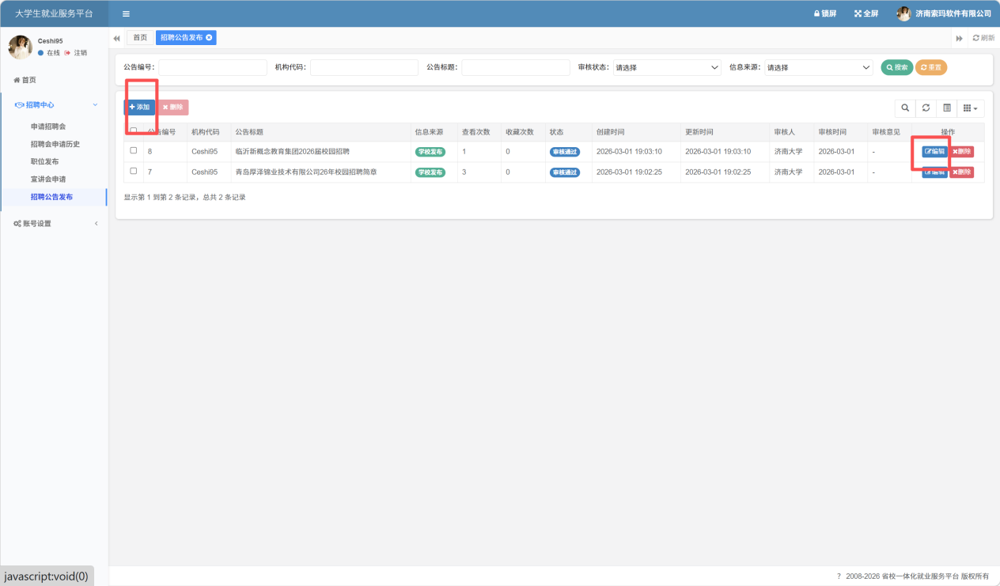 大学生就业服务平台 锁屏 全屏 济南索玛软件有限公司
Ceshi95
在线 注销
首页 招聘公告发布 刷新
首页
招聘中心
申请招聘会
招聘会申请历史
职位发布
宣讲会申请
招聘公告发布
账号设置
公告编号: 机构代码: 公告标题: 审核状态: 请选择 信息来源: 请选择 搜索 重置
添加 删除
公告编号 机构代码 公告标题 信息来源 查看次数 收藏次数 状态 创建时间 更新时间 审核人 审核时间 审核意见 操作
8 Ceshi95 临沂新概念教育集团2026届校园招聘 学校发布 1 0 审核通过 2026-03-01 19:03:10 2026-03-01 19:03:10 济南大学 2026-03-01 - 编辑 删除
7 Ceshi95 青岛厚泽锦业技术有限公司26年校园招聘简章 学校发布 3 0 审核通过 2026-03-01 19:02:25 2026-03-01 19:02:25 济南大学 2026-03-01 - 编辑 删除
显示第 1 到第 2 条记录，总共 2 条记录
? 2008-2026 省校一体化就业服务平台 版权所有
javascript:void(0)